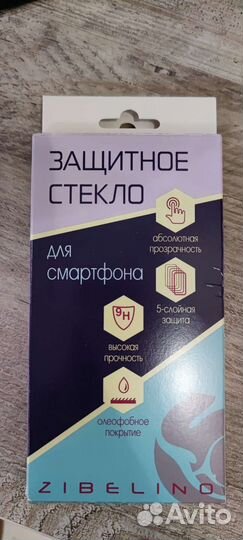 ЗАЩИТНОЕ
СТЕКЛО
для
смартфона
абсолютная
прозрачность
5-слойная
защита
9H
высокая
прочность
олеофобное
покрытие
ZIBELINO
Avito